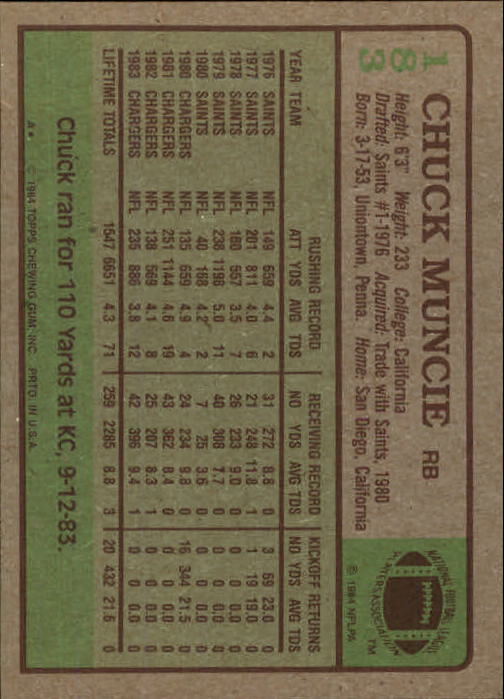 183
CHUCK MUNCIE RB
Height: 6'3" Weight: 233 College: California
Drafted: Saints #1-1976 Acquired: Trade with Saints, 1980
Born: 3-17-53, Uniontown, Penna. Home: San Diego, California
NATIONAL FOOTBALL LEAGUE
PLAYERS ASSOCIATION
TM
© 1984 NFLPA
RUSHING RECORD RECEIVING RECORD KICKOFF RETURNS
YEAR TEAM ATT YDS AVG TDS NO YDS AVG TDS NO YDS AVG TDS
1976 SAINTS NFL 149 659 4.4 2 31 272 8.8 0 3 69 23.0 0
1977 SAINTS NFL 201 811 4.0 6 21 248 11.8 1 1 19 19.0 0
1978 SAINTS NFL 160 557 3.5 7 26 233 9.0 0 0 0 0.0 0
1979 SAINTS NFL 238 1198 5.0 11 40 308 7.7 0 0 0 0.0 0
1980 SAINTS NFL 40 168 4.2 2 7 25 3.6 0 0 0 0.0 0
1980 CHARGERS NFL 135 659 4.9 4 24 234 9.8 0 16 344 21.5 0
1981 CHARGERS NFL 251 1144 4.6 19 43 362 8.4 0 0 0 0.0 0
1982 CHARGERS NFL 138 569 4.1 8 25 207 8.3 1 0 0 0.0 0
1983 CHARGERS NFL 235 886 3.8 12 42 396 9.4 1 0 0 0.0 0
LIFETIME TOTALS 1547 6651 4.3 71 259 2285 8.8 3 20 432 21.6 0
Chuck ran for 110 Yards at KC, 9-12-83.
A* © 1984 TOPPS CHEWING GUM, INC. PRTD. IN U.S.A.